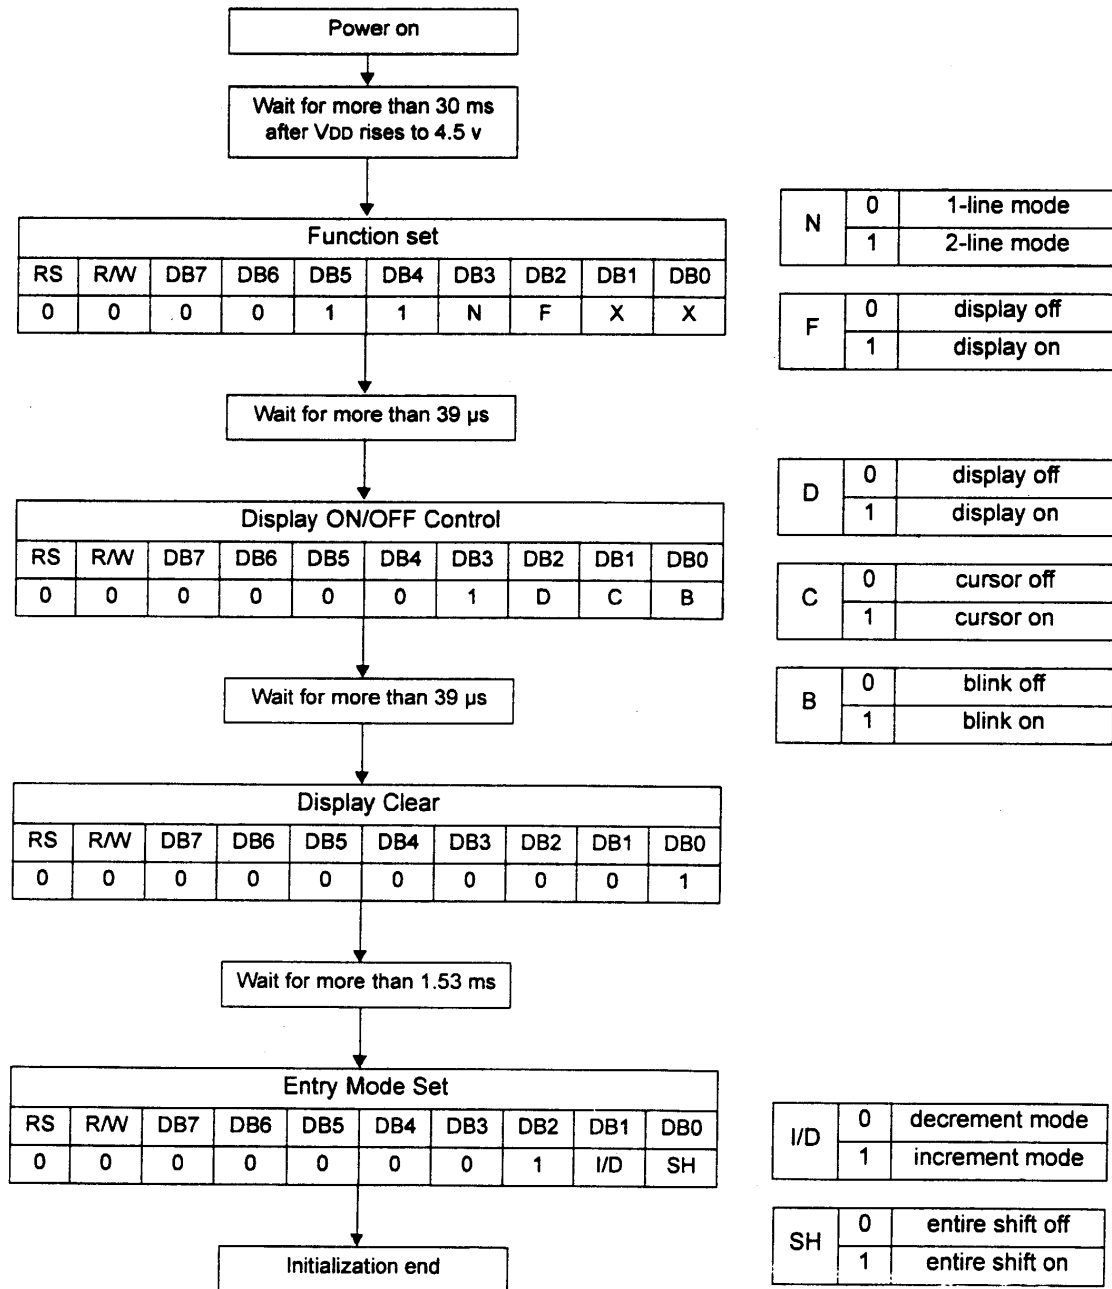 Power on
Wait for more than 30 ms
after VDD rises to 4.5 v
Function set
RS R/W DB7 DB6 DB5 DB4 DB3 DB2 DB1 DB0
0 0 0 0 1 1 N F X X
N 0 1-line mode
1 2-line mode
F 0 display off
1 display on
Wait for more than 39 µs
Display ON/OFF Control
RS R/W DB7 DB6 DB5 DB4 DB3 DB2 DB1 DB0
0 0 0 0 0 0 1 D C B
D 0 display off
1 display on
C 0 cursor off
1 cursor on
B 0 blink off
1 blink on
Wait for more than 39 µs
Display Clear
RS R/W DB7 DB6 DB5 DB4 DB3 DB2 DB1 DB0
0 0 0 0 0 0 0 0 0 1
Wait for more than 1.53 ms
Entry Mode Set
RS R/W DB7 DB6 DB5 DB4 DB3 DB2 DB1 DB0
0 0 0 0 0 0 0 1 I/D SH
I/D 0 decrement mode
1 increment mode
SH 0 entire shift off
1 entire shift on
Initialization end